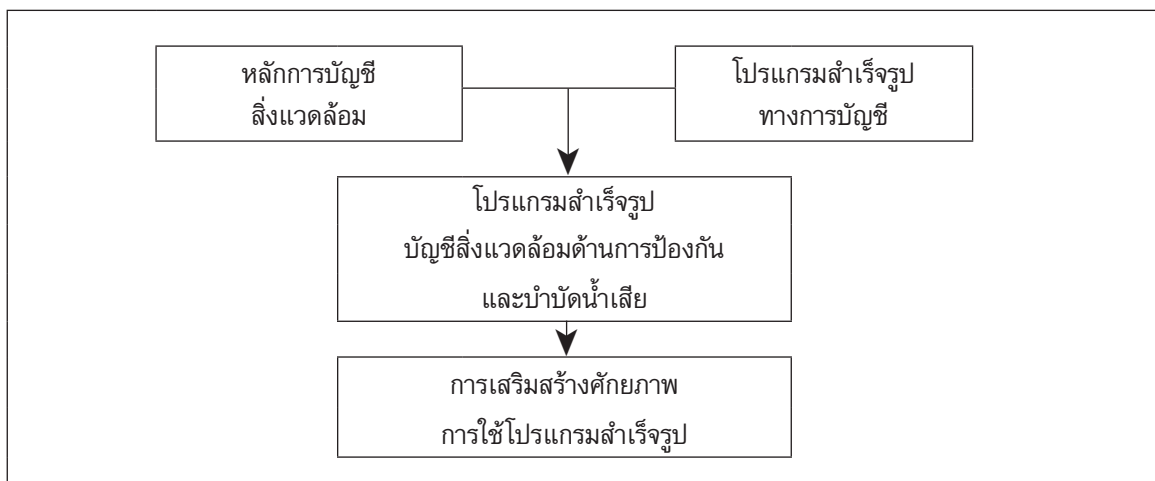 หลักการบัญชี
สิ่งแวดล้อม
โปรแกรมสำเร็จรูป
ทางการบัญชี
โปรแกรมสำเร็จรูป
บัญชีสิ่งแวดล้อมด้านการป้องกัน
และบำบัดน้ำเสีย
การเสริมสร้างศักยภาพ
การใช้โปรแกรมสำเร็จรูป